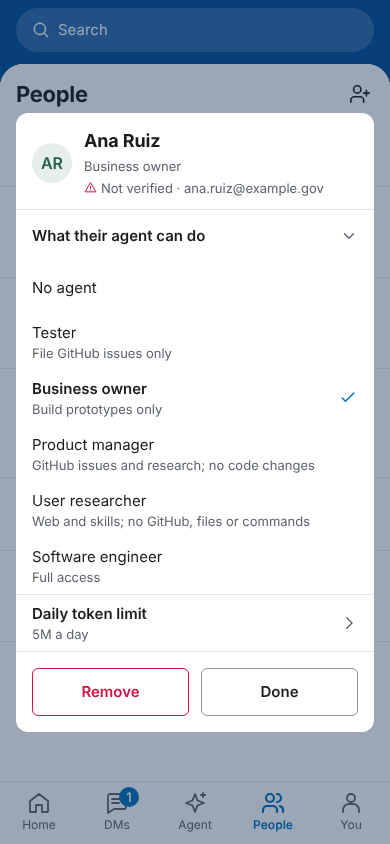 Search
People
AR
Ana Ruiz
Business owner
Not verified · ana.ruiz@example.gov
What their agent can do
No agent
Tester
File GitHub issues only
Business owner
Build prototypes only
Product manager
GitHub issues and research; no code changes
User researcher
Web and skills; no GitHub, files or commands
Software engineer
Full access
Daily token limit
5M a day
Remove
Done
1
Home
DMs
Agent
People
You